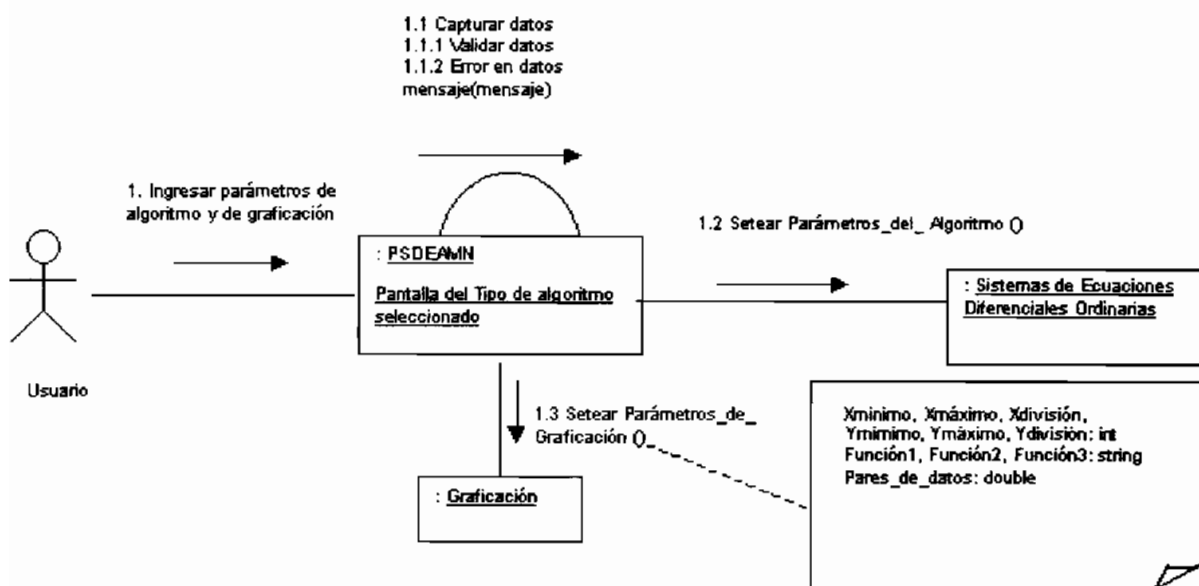 1.1 Capturar datos
1.1.1 Validar datos
1.1.2 Error en datos
mensaje(mensaje)
1. Ingresar parámetros de
algoritmo y de graficación
1.2 Setear Parámetros_del_ Algoritmo ()
: PSDEAMN
Pantalla del Tipo de algoritmo
seleccionado
: Sistemas de Ecuaciones
Diferenciales Ordinarias
Usuario
1.3 Setear Parámetros_de_
Graficación ()
Xminimo, Xmáximo, Xdivisión,
Ymimimo, Ymáximo, Ydivisión: int
Función1, Función2, Función3: string
Pares_de_datos: double
: Graficación